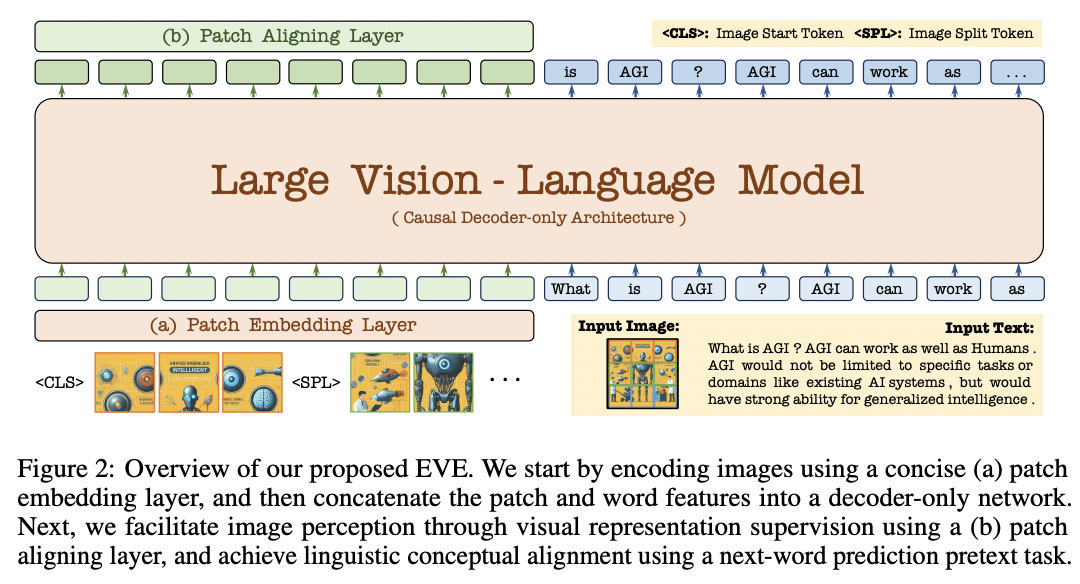 (b) Patch Aligning Layer
<CLS>: Image Start Token <SPL>: Image Split Token
is AGI ? AGI can work as ...
Large Vision - Language Model
( Causal Decoder-only Architecture )
What is AGI ? AGI can work as
(a) Patch Embedding Layer
<CLS>
INTELLIGENT
<SPL>
...
Input Image:
Input Text:
What is AGI ? AGI can work as well as Humans .
AGI would not be limited to specific tasks or
domains like existing AI systems , but would
have strong ability for generalized intelligence .
Figure 2: Overview of our proposed EVE. We start by encoding images using a concise (a) patch
embedding layer, and then concatenate the patch and word features into a decoder-only network.
Next, we facilitate image perception through visual representation supervision using a (b) patch
aligning layer, and achieve linguistic conceptual alignment using a next-word prediction pretext task.